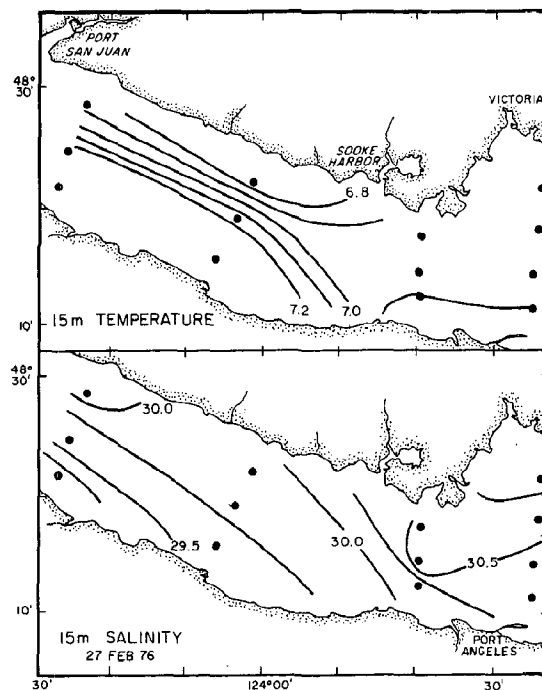 PORT
SAN JUAN
48°
30'
VICTORIA
SOOKE
HARBOR
6.8
7.2
7.0
15m TEMPERATURE
10'
48°
30'
30.0
29.5
30.0
30.5
10'
15m SALINITY
27 FEB 76
PORT
ANGELES
30'
124°00'
30'